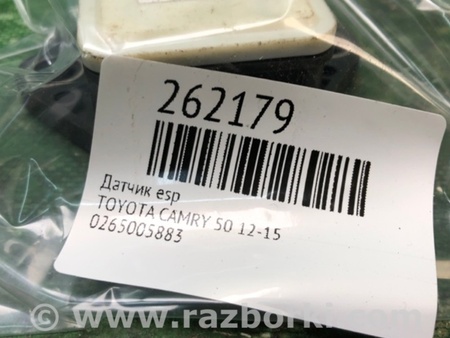 262179
Датчик esp
TOYOTA CAMRY 50 12-15
0265005883
© www.razborki.com